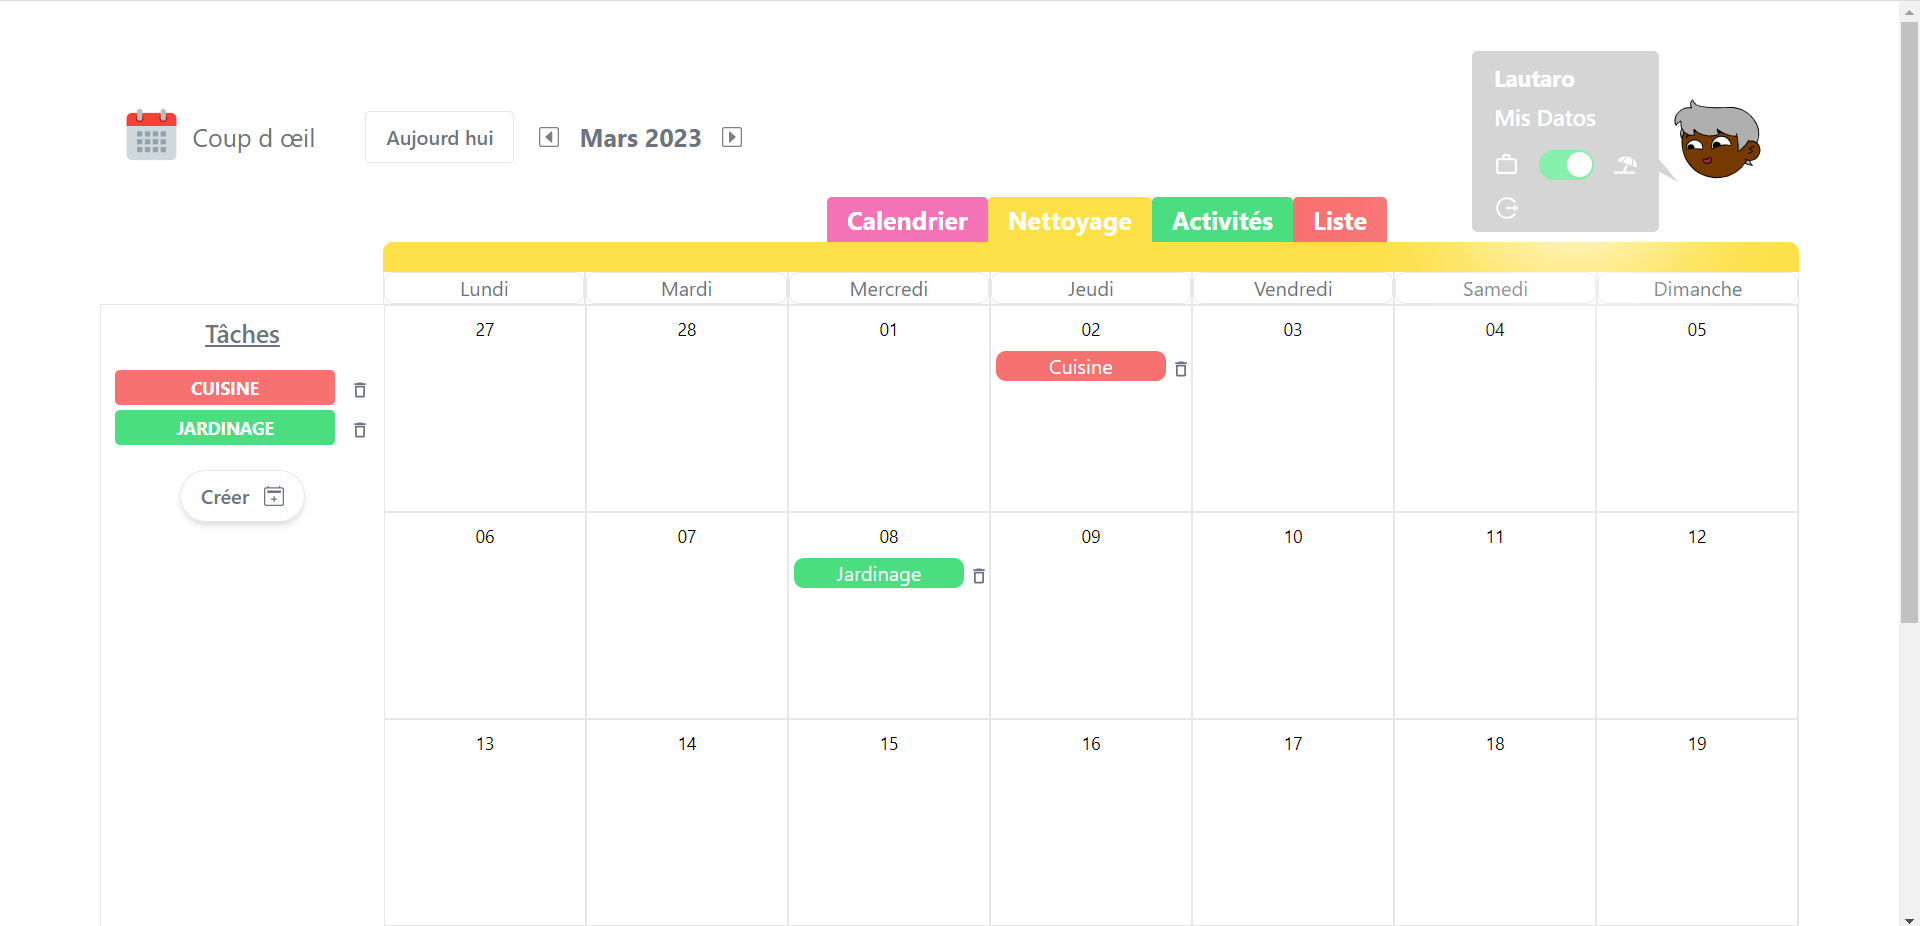 Lautaro
Mis Datos
Coup d œil
Aujourd hui
Mars 2023
Calendrier
Nettoyage
Activités
Liste
Lundi Mardi Mercredi Jeudi Vendredi Samedi Dimanche
Tâches
CUISINE
JARDINAGE
Créer
27 28 01 02 03 04 05
Cuisine
06 07 08 09 10 11 12
Jardinage
13 14 15 16 17 18 19